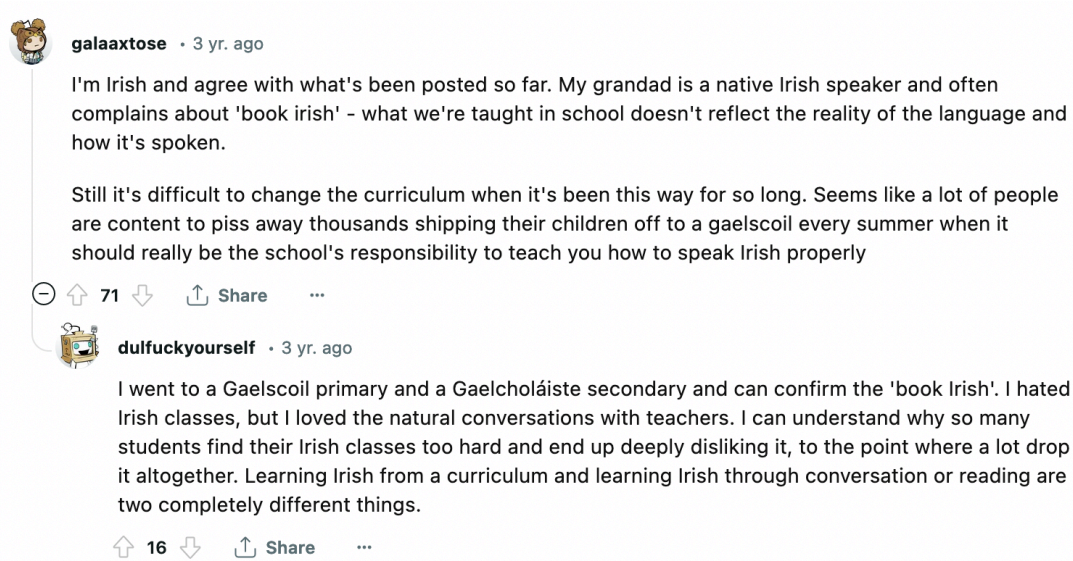 galaaxtose • 3 yr. ago
I'm Irish and agree with what's been posted so far. My grandad is a native Irish speaker and often
complains about 'book irish' - what we're taught in school doesn't reflect the reality of the language and
how it's spoken.
Still it's difficult to change the curriculum when it's been this way for so long. Seems like a lot of people
are content to piss away thousands shipping their children off to a gaelscoil every summer when it
should really be the school's responsibility to teach you how to speak Irish properly
71 Share ...
dulfuckyourself • 3 yr. ago
I went to a Gaelscoil primary and a Gaelcholáiste secondary and can confirm the 'book Irish'. I hated
Irish classes, but I loved the natural conversations with teachers. I can understand why so many
students find their Irish classes too hard and end up deeply disliking it, to the point where a lot drop
it altogether. Learning Irish from a curriculum and learning Irish through conversation or reading are
two completely different things.
16 Share ...